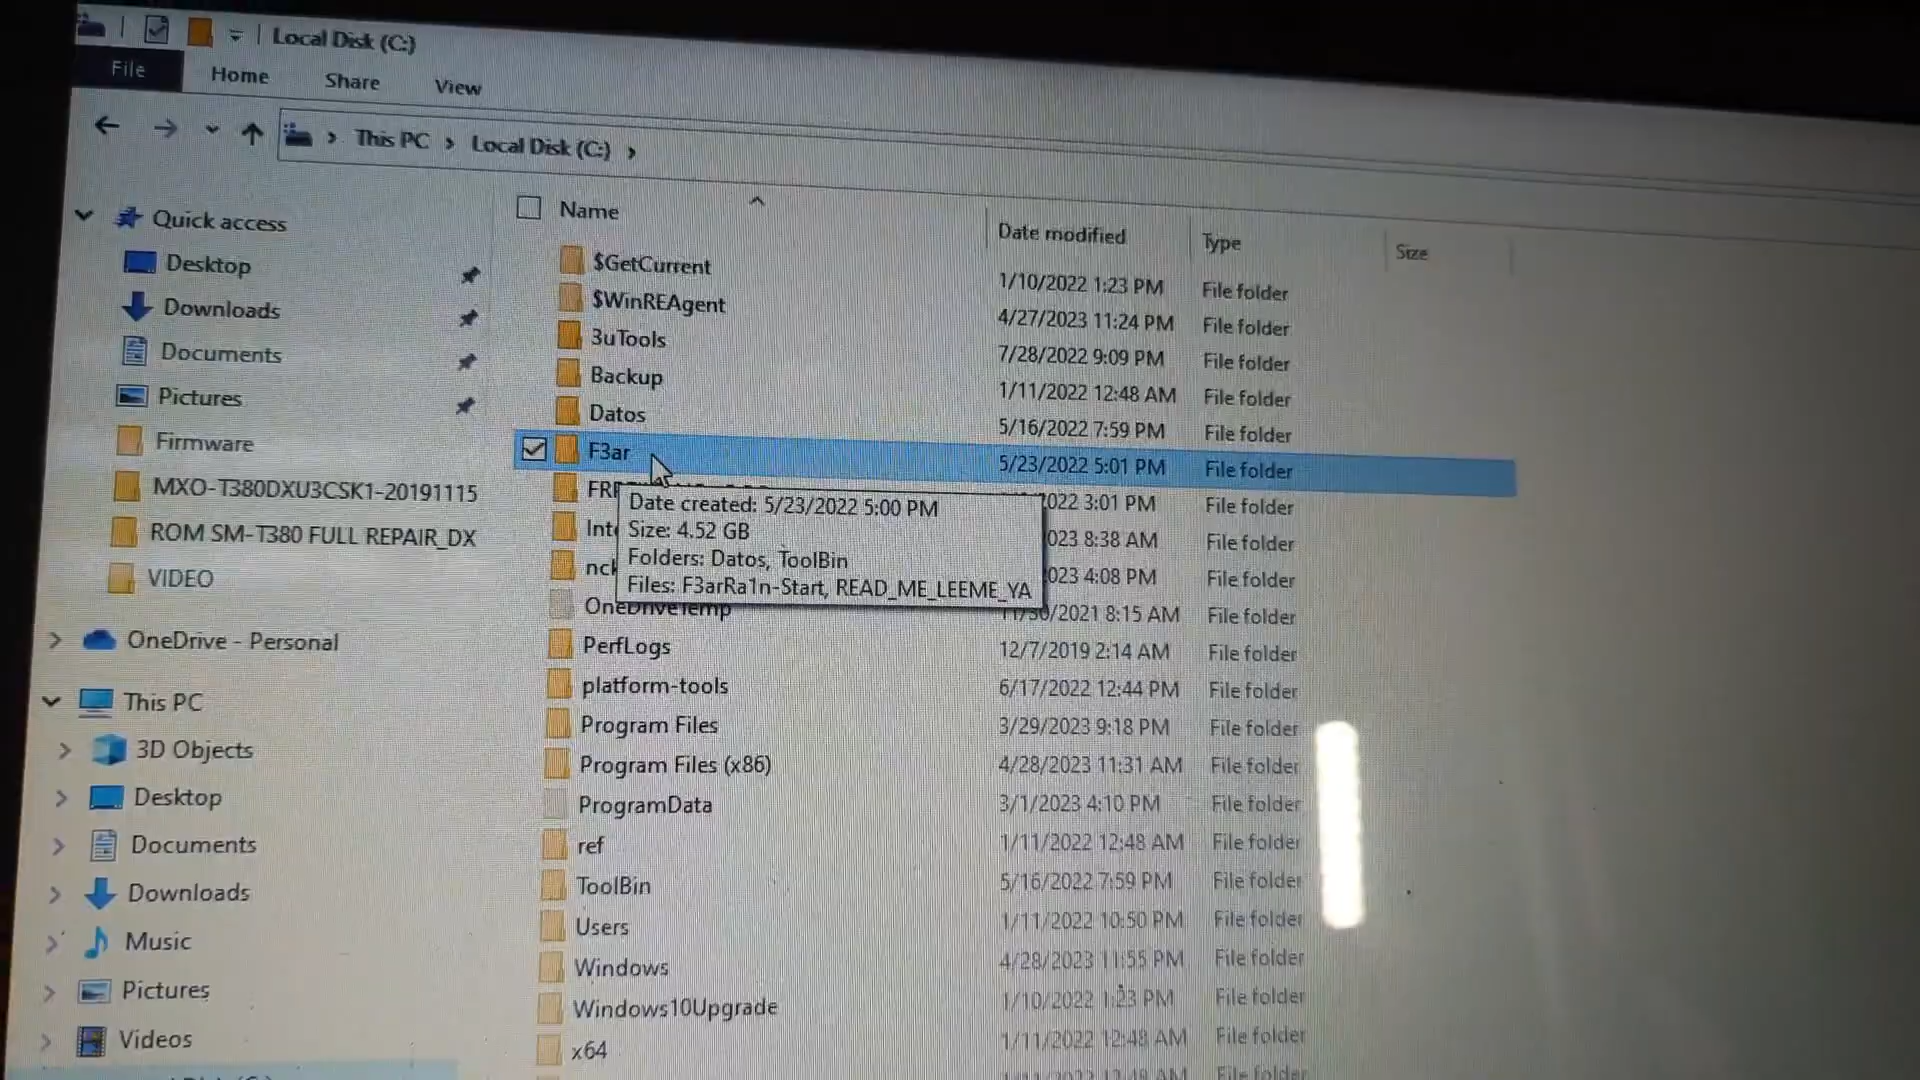 Local Disk (C:)
File Home Share View
This PC > Local Disk (C:) >
Name Date modified Type Size
Quick access
Desktop
Downloads
Documents
Pictures
Firmware
MXO-T380DXU3CSK1-20191115
ROM SM-T380 FULL REPAIR_DX
VIDEO
OneDrive - Personal
This PC
3D Objects
Desktop
Documents
Downloads
Music
Pictures
Videos
$GetCurrent 1/10/2022 1:23 PM File folder
$WinREAgent 4/27/2023 11:24 PM File folder
3uTools 7/28/2022 9:09 PM File folder
Backup 1/11/2022 12:48 AM File folder
Datos 5/16/2022 7:59 PM File folder
F3ar 5/23/2022 5:01 PM File folder
022 3:01 PM File folder
Date created: 5/23/2022 5:00 PM
Size: 4.52 GB
Folders: Datos, ToolBin
Files: F3arRa1n-Start, READ_ME_LEEME_YA
Int 023 8:38 AM File folder
nck 023 4:08 PM File folder
OneDriveTemp 11/30/2021 8:15 AM File folder
PerfLogs 12/7/2019 2:14 AM File folder
platform-tools 6/17/2022 12:44 PM File folder
Program Files 3/29/2023 9:18 PM File folder
Program Files (x86) 4/28/2023 11:31 AM File folder
ProgramData 3/1/2023 4:10 PM File folder
ref 1/11/2022 12:48 AM File folder
ToolBin 5/16/2022 7:59 PM File folder
Users 1/11/2022 10:50 PM File folder
Windows 4/28/2023 11:55 PM File folder
Windows10Upgrade 1/10/2022 1:23 PM File folder
x64 1/11/2022 12:48 AM File folder
File folder